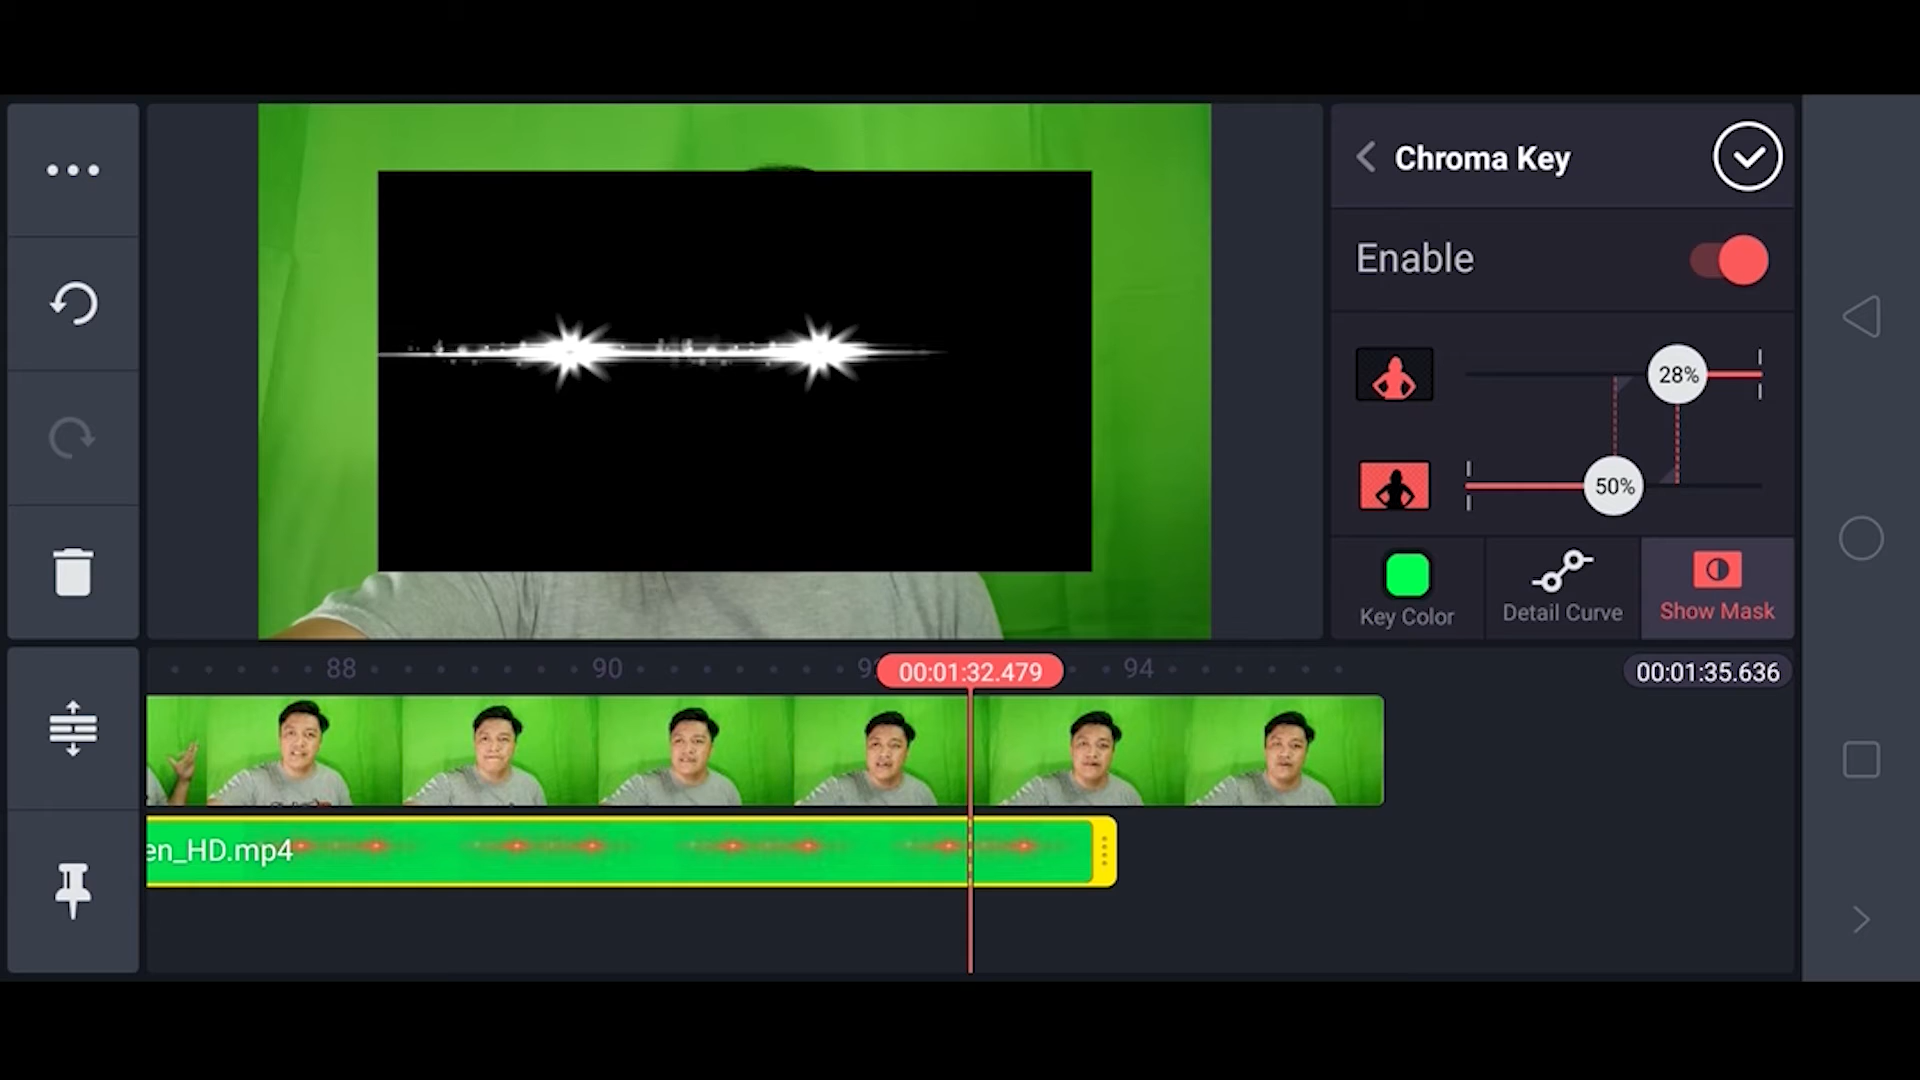 Chroma Key
Enable
28%
50%
Key Color
Detail Curve
Show Mask
88
90
00:01:32.479
94
00:01:35.636
en_HD.mp4